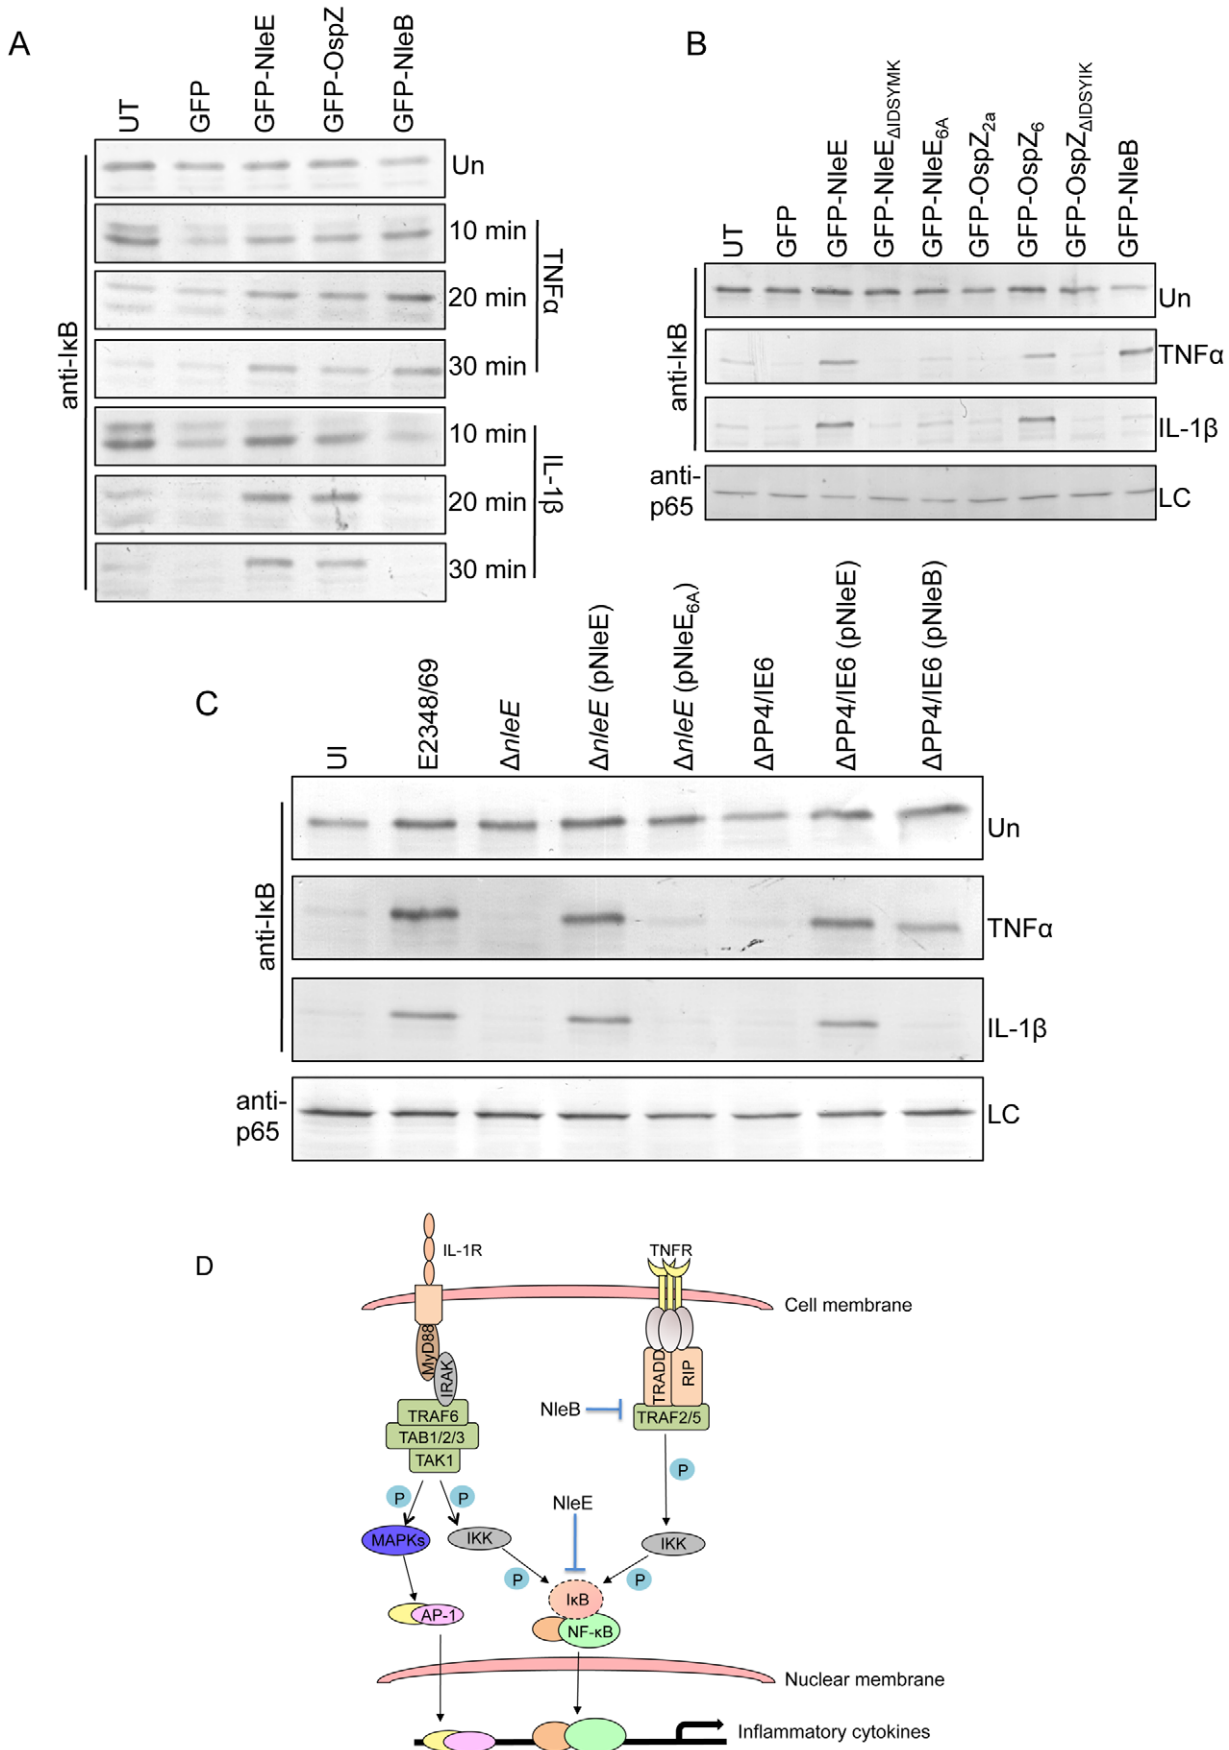 A
UT
GFP
GFP-NleE
GFP-OspZ
GFP-NleB
Un
10 min
20 min
30 min
TNFα
10 min
20 min
30 min
IL-1β
anti-IκB
B
UT
GFP
GFP-NleE
GFP-NleEΔIDSYMK
GFP-NleE6A
GFP-OspZ2a
GFP-OspZ6
GFP-OspZΔIDSYIK
GFP-NleB
anti-IκB
Un
TNFα
IL-1β
anti-
p65
LC
C
UI
E2348/69
ΔnleE
ΔnleE (pNleE)
ΔnleE (pNleE6A)
ΔPP4/IE6
ΔPP4/IE6 (pNleE)
ΔPP4/IE6 (pNleB)
anti-IκB
Un
TNFα
IL-1β
anti-
p65
LC
D
IL-1R
TNFR
Cell membrane
MyD88
IRAK
TRADD
RIP
NleB
TRAF2/5
TRAF6
TAB1/2/3
TAK1
P
P
P
NleE
MAPKs
IKK
IKK
P
P
IκB
AP-1
NF-κB
Nuclear membrane
Inflammatory cytokines